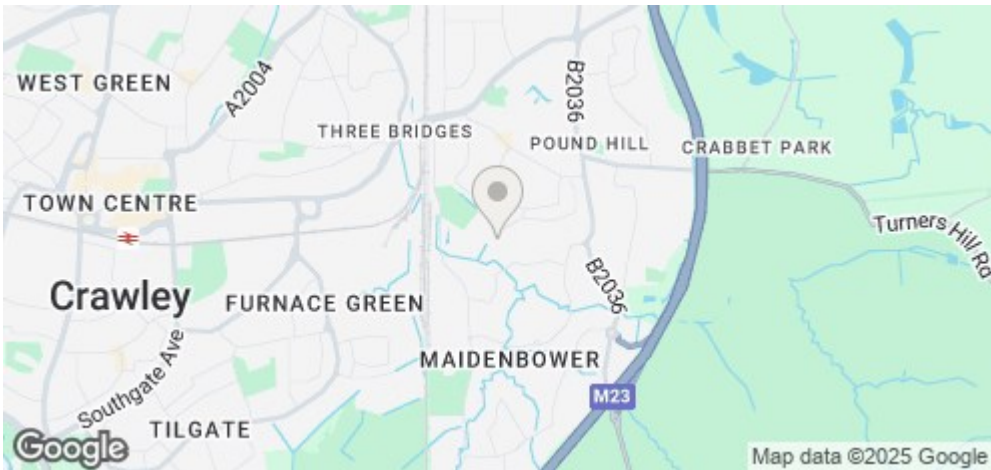 WEST GREEN
A2004
THREE BRIDGES
B2036
POUND HILL
CRABBET PARK
TOWN CENTRE
Turners Hill Rd
Crawley
FURNACE GREEN
B2036
MAIDENBOWER
Southgate Ave
M23
TILGATE
Google
Map data ©2025 Google